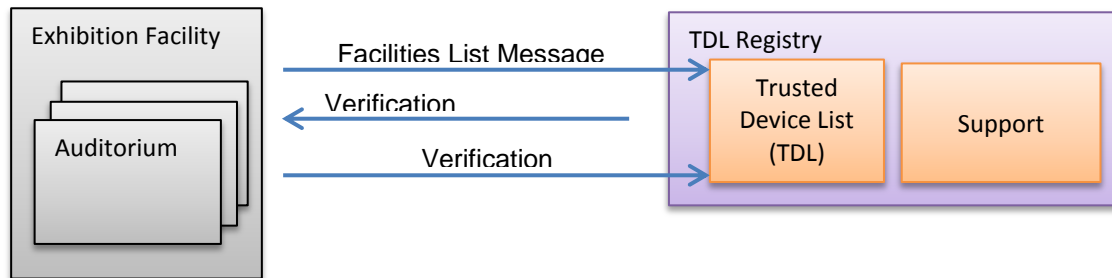 Exhibition Facility
Auditorium
Facilities List Message
Verification
Verification
TDL Registry
Trusted
Device List
(TDL)
Support